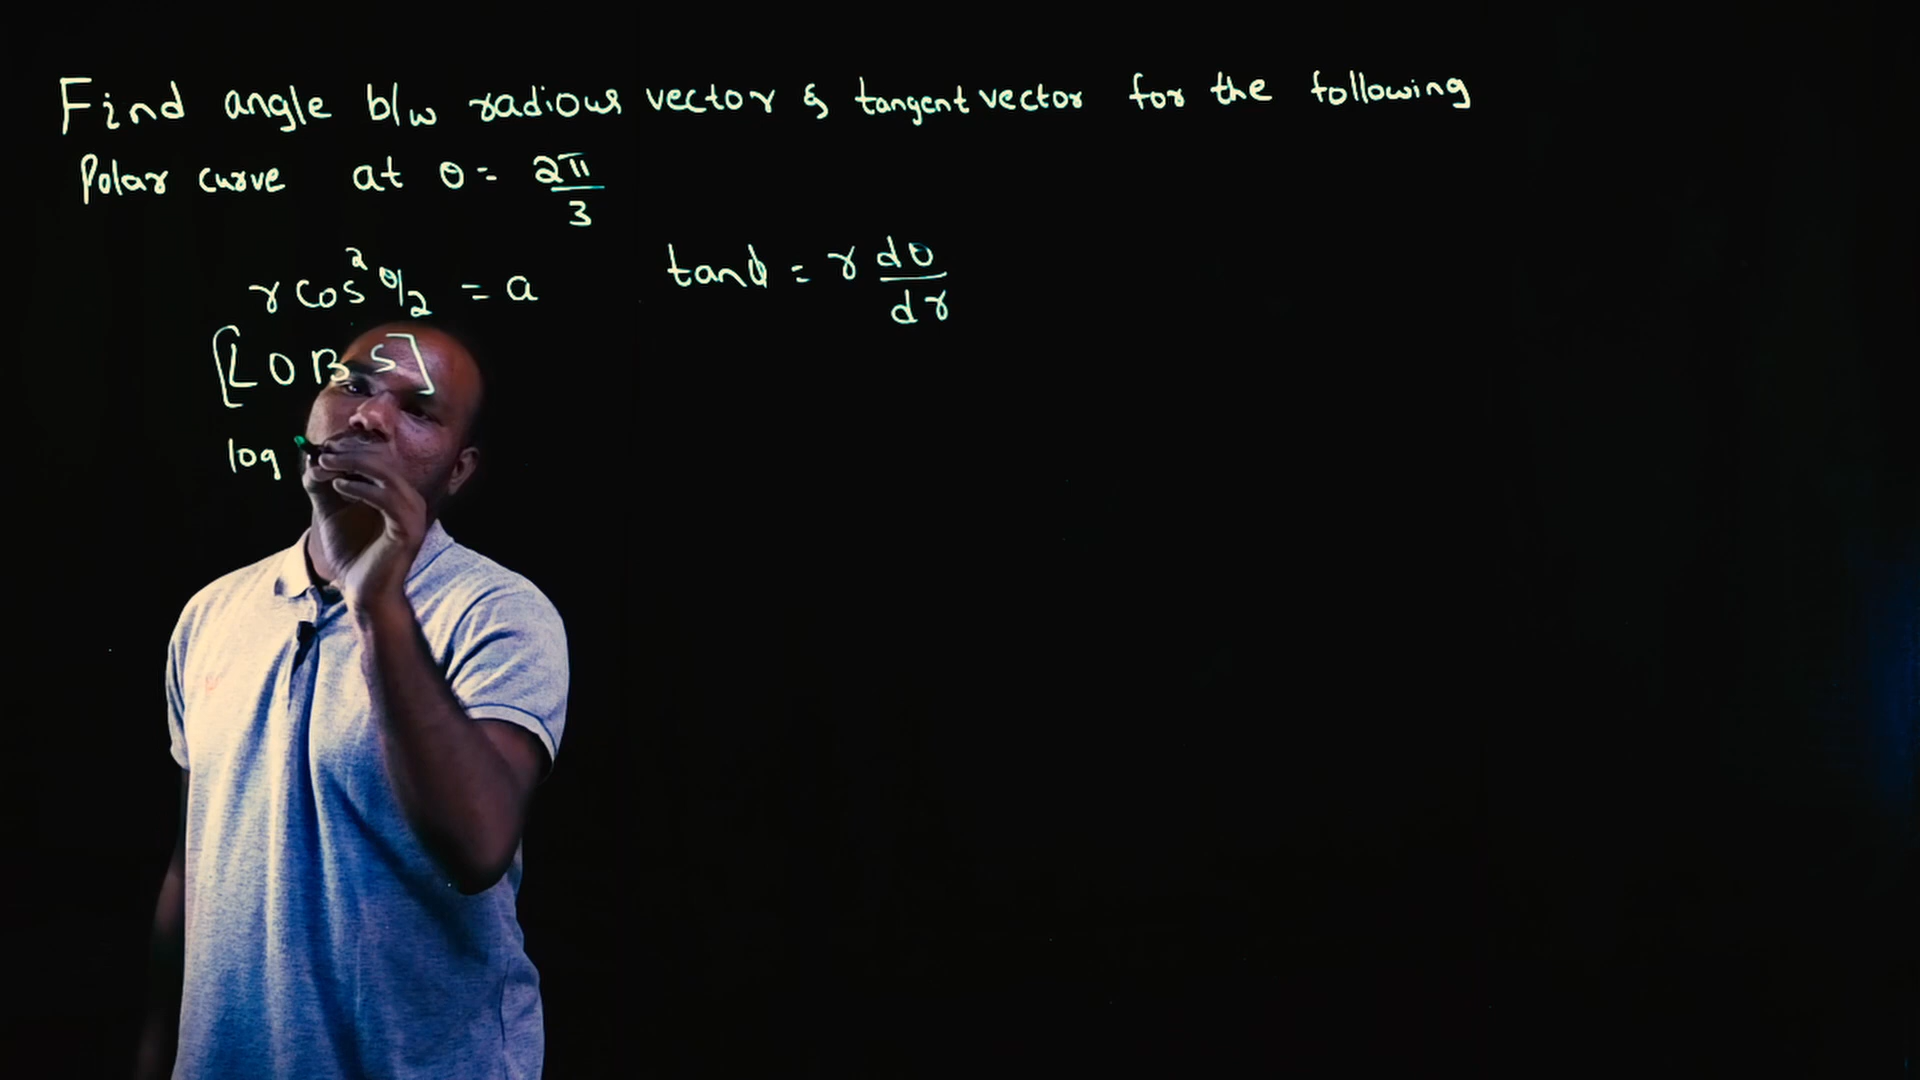 Find angle b/w radious vector & tangent vector for the following
Polar curve at θ = 2π/3
r cos² θ/2 = a
tanϕ = r dθ/dr
[LOBS]
log